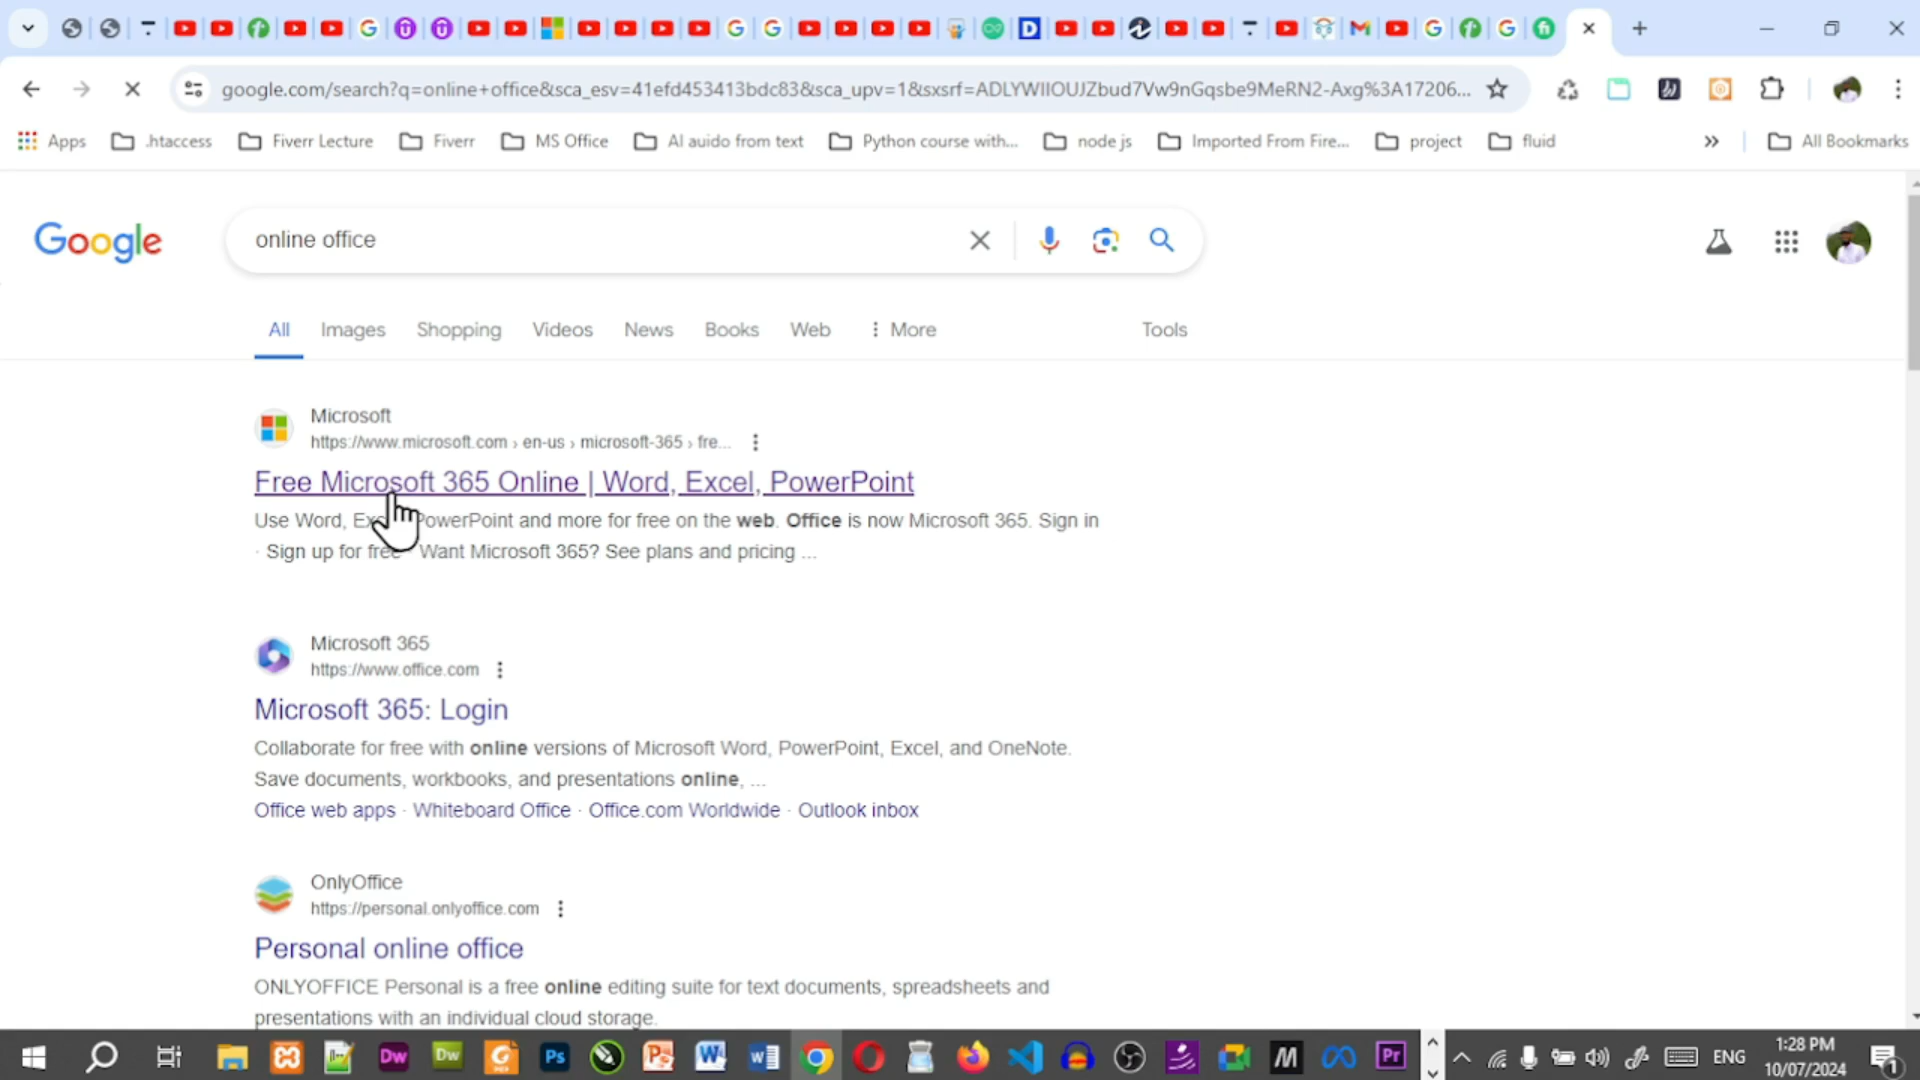 google.com/search?q=online+office&sca_esv=41efd453413bdc83&sca_upv=1&sxsrf=ADLYWIIOUJZbud7Vw9nGqsbe9MeRN2-Axg%3A17206...
Apps .htaccess Fiverr Lecture Fiverr MS Office AI auido from text Python course with... node js Imported From Fire... project fluid » All Bookmarks
Google online office
All Images Shopping Videos News Books Web More Tools
Microsoft
https://www.microsoft.com › en-us › microsoft-365 › fre...
Free Microsoft 365 Online | Word, Excel, PowerPoint
Use Word, PowerPoint and more for free on the web. Office is now Microsoft 365. Sign in
· Sign up for free · Want Microsoft 365? See plans and pricing ...
Microsoft 365
https://www.office.com
Microsoft 365: Login
Collaborate for free with online versions of Microsoft Word, PowerPoint, Excel, and OneNote.
Save documents, workbooks, and presentations online, ...
Office web apps · Whiteboard Office · Office.com Worldwide · Outlook inbox
OnlyOffice
https://personal.onlyoffice.com
Personal online office
ONLYOFFICE Personal is a free online editing suite for text documents, spreadsheets and
presentations with an individual cloud storage.
Dw Dw Ps Pr ENG
1:28 PM
10/07/2024
1